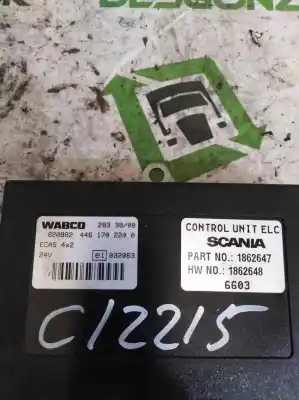 WABCO 203 30/08
020982 446 170 220 0
ECAS 4x2
24V e1 032063
CONTROL UNIT ELC
SCANIA
PART NO.: 1862647
HW NO.: 1862648
6603
C12215